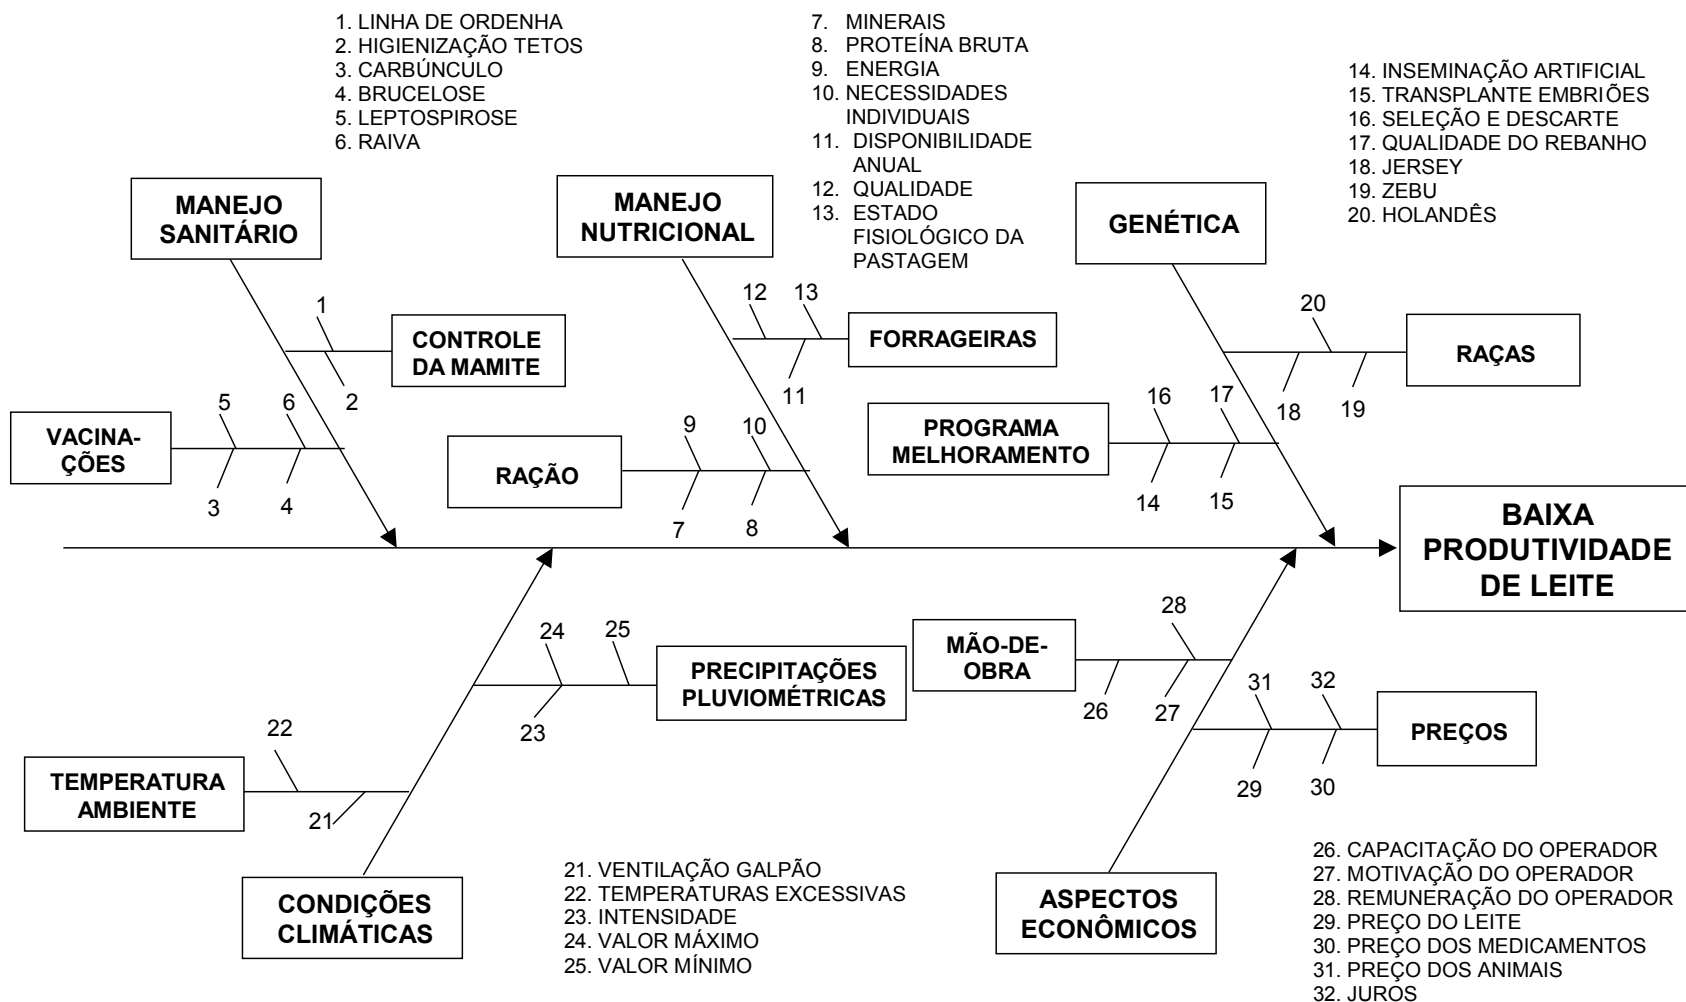 1. LINHA DE ORDENHA
2. HIGIENIZAÇÃO TETOS
3. CARBÚNCULO
4. BRUCELOSE
5. LEPTOSPIROSE
6. RAIVA
7. MINERAIS
8. PROTEÍNA BRUTA
9. ENERGIA
10. NECESSIDADES
INDIVIDUAIS
11. DISPONIBILIDADE
ANUAL
12. QUALIDADE
13. ESTADO
FISIOLÓGICO DA
PASTAGEM
14. INSEMINAÇÃO ARTIFICIAL
15. TRANSPLANTE EMBRIÕES
16. SELEÇÃO E DESCARTE
17. QUALIDADE DO REBANHO
18. JERSEY
19. ZEBU
20. HOLANDÊS
MANEJO
SANITÁRIO
MANEJO
NUTRICIONAL
GENÉTICA
1
CONTROLE
DA MAMITE
2
12
13
FORRAGEIRAS
11
20
RAÇAS
18
19
5
6
VACINA-
ÇÕES
3
4
9
10
RAÇÃO
7
8
16
17
PROGRAMA
MELHORAMENTO
14
15
BAIXA
PRODUTIVIDADE
DE LEITE
24
25
PRECIPITAÇÕES
PLUVIOMÉTRICAS
23
28
MÃO-DE-
OBRA
26
27
31
32
PREÇOS
29
30
22
TEMPERATURA
AMBIENTE
21
CONDIÇÕES
CLIMÁTICAS
21. VENTILAÇÃO GALPÃO
22. TEMPERATURAS EXCESSIVAS
23. INTENSIDADE
24. VALOR MÁXIMO
25. VALOR MÍNIMO
ASPECTOS
ECONÔMICOS
26. CAPACITAÇÃO DO OPERADOR
27. MOTIVAÇÃO DO OPERADOR
28. REMUNERAÇÃO DO OPERADOR
29. PREÇO DO LEITE
30. PREÇO DOS MEDICAMENTOS
31. PREÇO DOS ANIMAIS
32. JUROS